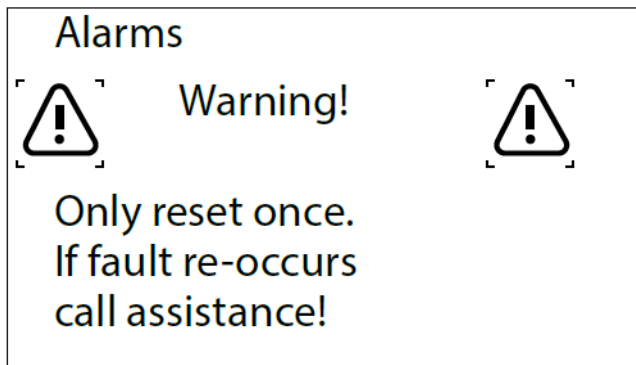 Alarms
Warning!
Only reset once.
If fault re-occurs
call assistance!